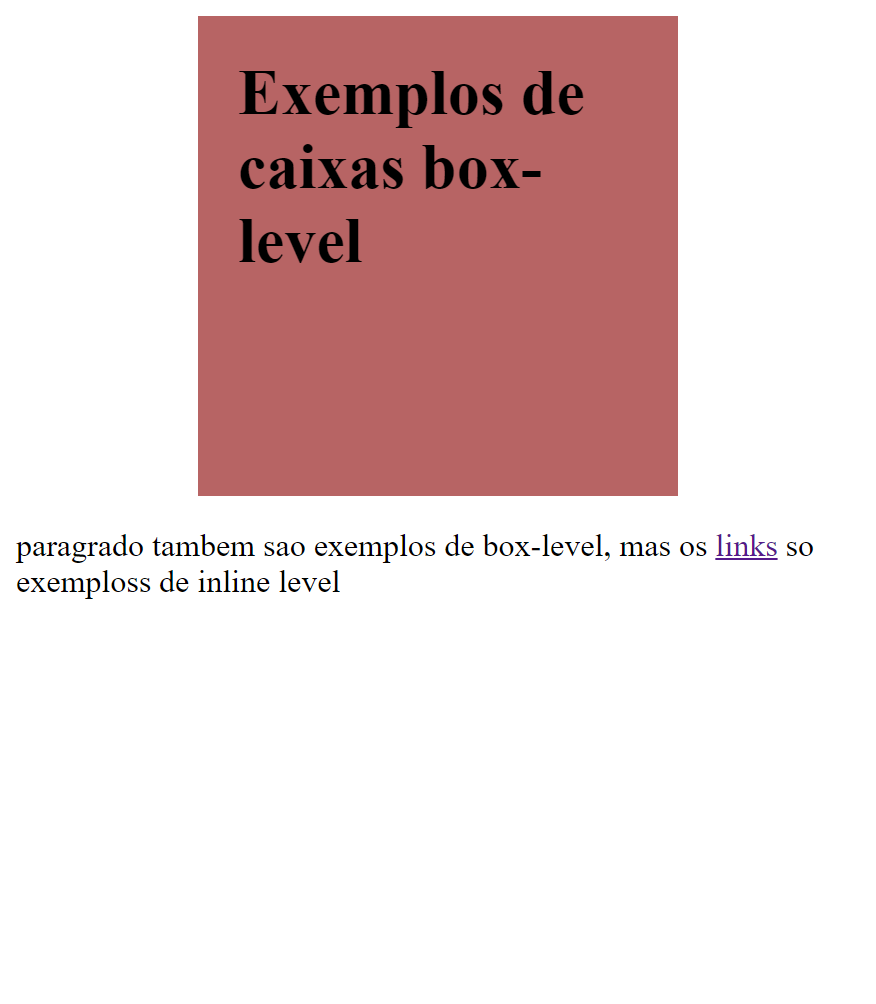 Exemplos de
caixas box-
level
paragrado tambem sao exemplos de box-level, mas os links so
exemploss de inline level